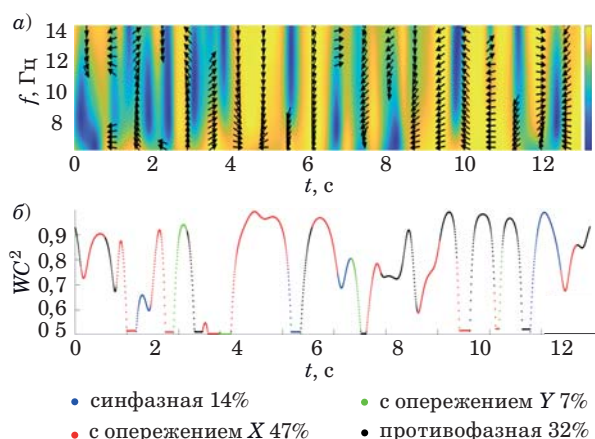 а)
14
12
10
8
f, Гц
0 2 4 6 8 10 12
t, с
б)
0,9
0,8
0,7
0,6
0 5
WC²
0 2 4 6 8 10 12
t, с
• синфазная 14%
• с опережением Y 7%
• с опережением X 47%
• противофазная 32%